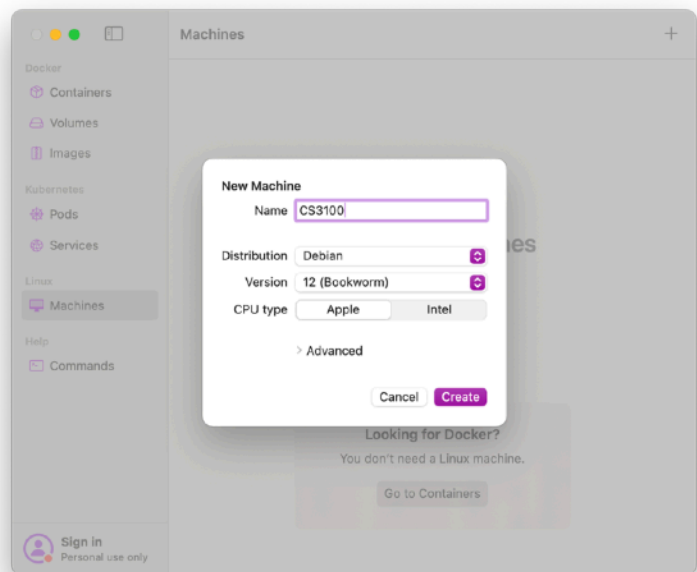 Machines
Docker
Containers
Volumes
Images
Kubernetes
Pods
Services
Linux
Machines
Help
Commands
Sign in
Personal use only
New Machine
Name CS3100
Distribution Debian
Version 12 (Bookworm)
CPU type Apple Intel
Advanced
Cancel Create
Looking for Docker?
You don't need a Linux machine.
Go to Containers